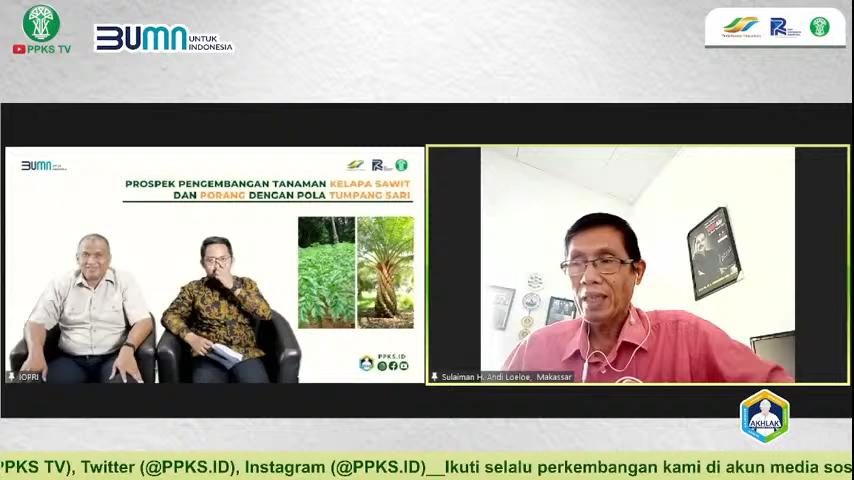 PPKS TV
BUMN UNTUK
INDONESIA
PROSPEK PENGEMBANGAN TANAMAN KELAPA SAWIT
DAN PORANG DENGAN POLA TUMPANG SARI
PPKS.ID
IOPRI
Sulaiman H. Andi Loeloe, Makassar
AKHLAK
PPKS TV), Twitter (@PPKS.ID), Instagram (@PPKS.ID)__Ikuti selalu perkembangan kami di akun media sos